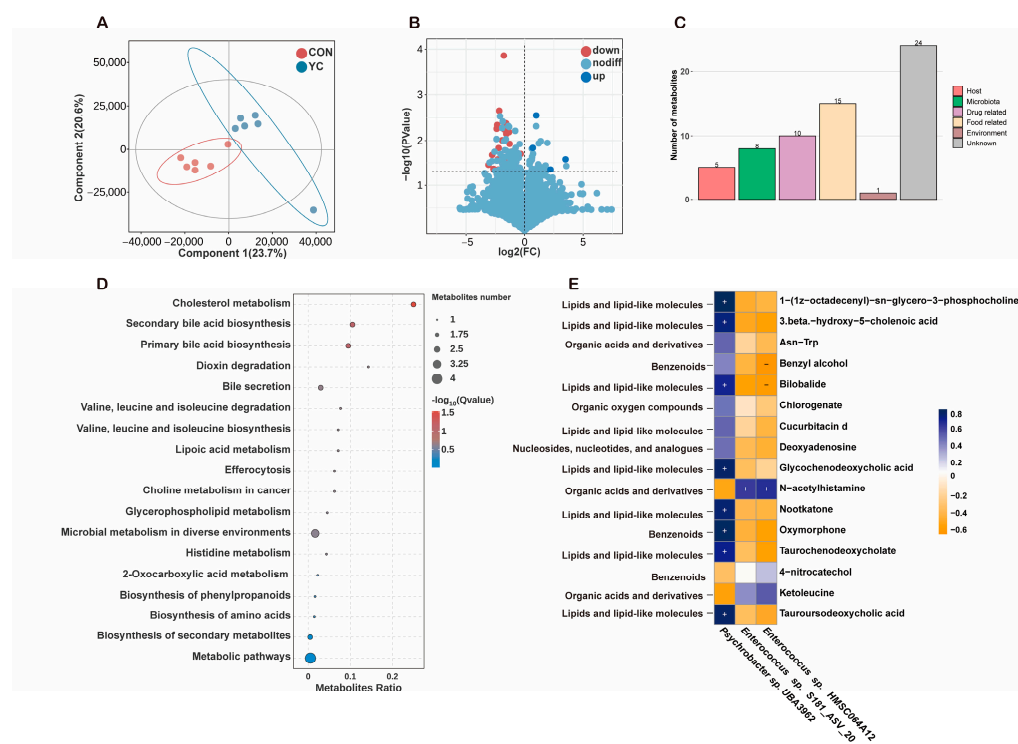 A
CON
YC
50,000
25,000
0
−25,000
−40,000
−20,000
0
20,000
40,000
Component 2(20.6%)
Component 1(23.7%)
B
down
nodiff
up
4
3
2
1
−5
0
5
−log10(PValue)
log2(FC)
C
Number of metabolites
20
10
0
5
8
10
15
1
24
Host
Microbiota
Drug related
Food related
Environment
Unknown
D
Cholesterol metabolism
Secondary bile acid biosynthesis
Primary bile acid biosynthesis
Dioxin degradation
Bile secretion
Valine, leucine and isoleucine degradation
Valine, leucine and isoleucine biosynthesis
Lipoic acid metabolism
Efferocytosis
Choline metabolism in cancer
Glycerophospholipid metabolism
Microbial metabolism in diverse environments
Histidine metabolism
2-Oxocarboxylic acid metabolism
Biosynthesis of phenylpropanoids
Biosynthesis of amino acids
Biosynthesis of secondary metabolites
Metabolic pathways
0
0.1
0.2
Metabolites Ratio
Metabolites number
1
1.75
2.5
3.25
4
-log10(Qvalue)
1.5
1
0.5
E
Lipids and lipid−like molecules
Lipids and lipid−like molecules
Organic acids and derivatives
Benzenoids
Lipids and lipid−like molecules
Organic oxygen compounds
Lipids and lipid−like molecules
Nucleosides, nucleotides, and analogues
Lipids and lipid−like molecules
Organic acids and derivatives
Lipids and lipid−like molecules
Benzenoids
Lipids and lipid−like molecules
Benzenoids
Organic acids and derivatives
Lipids and lipid−like molecules
1−(1z−octadecenyl)−sn−glycero−3−phosphocholine
3.beta.−hydroxy−5−cholenoic acid
Asn−Trp
Benzyl alcohol
Bilobalide
Chlorogenate
Cucurbitacin d
Deoxyadenosine
Glycochenodeoxycholic acid
N−acetylhistamine
Nootkatone
Oxymorphone
Taurochenodeoxycholate
4−nitrocatechol
Ketoleucine
Tauroursodeoxycholic acid
Psychrobacter sp. UBA3962
Enterococcus sp. S181_ASV_20
Enterococcus sp. HMSC064A12
0.8
0.6
0.4
0.2
0
−0.2
−0.4
−0.6